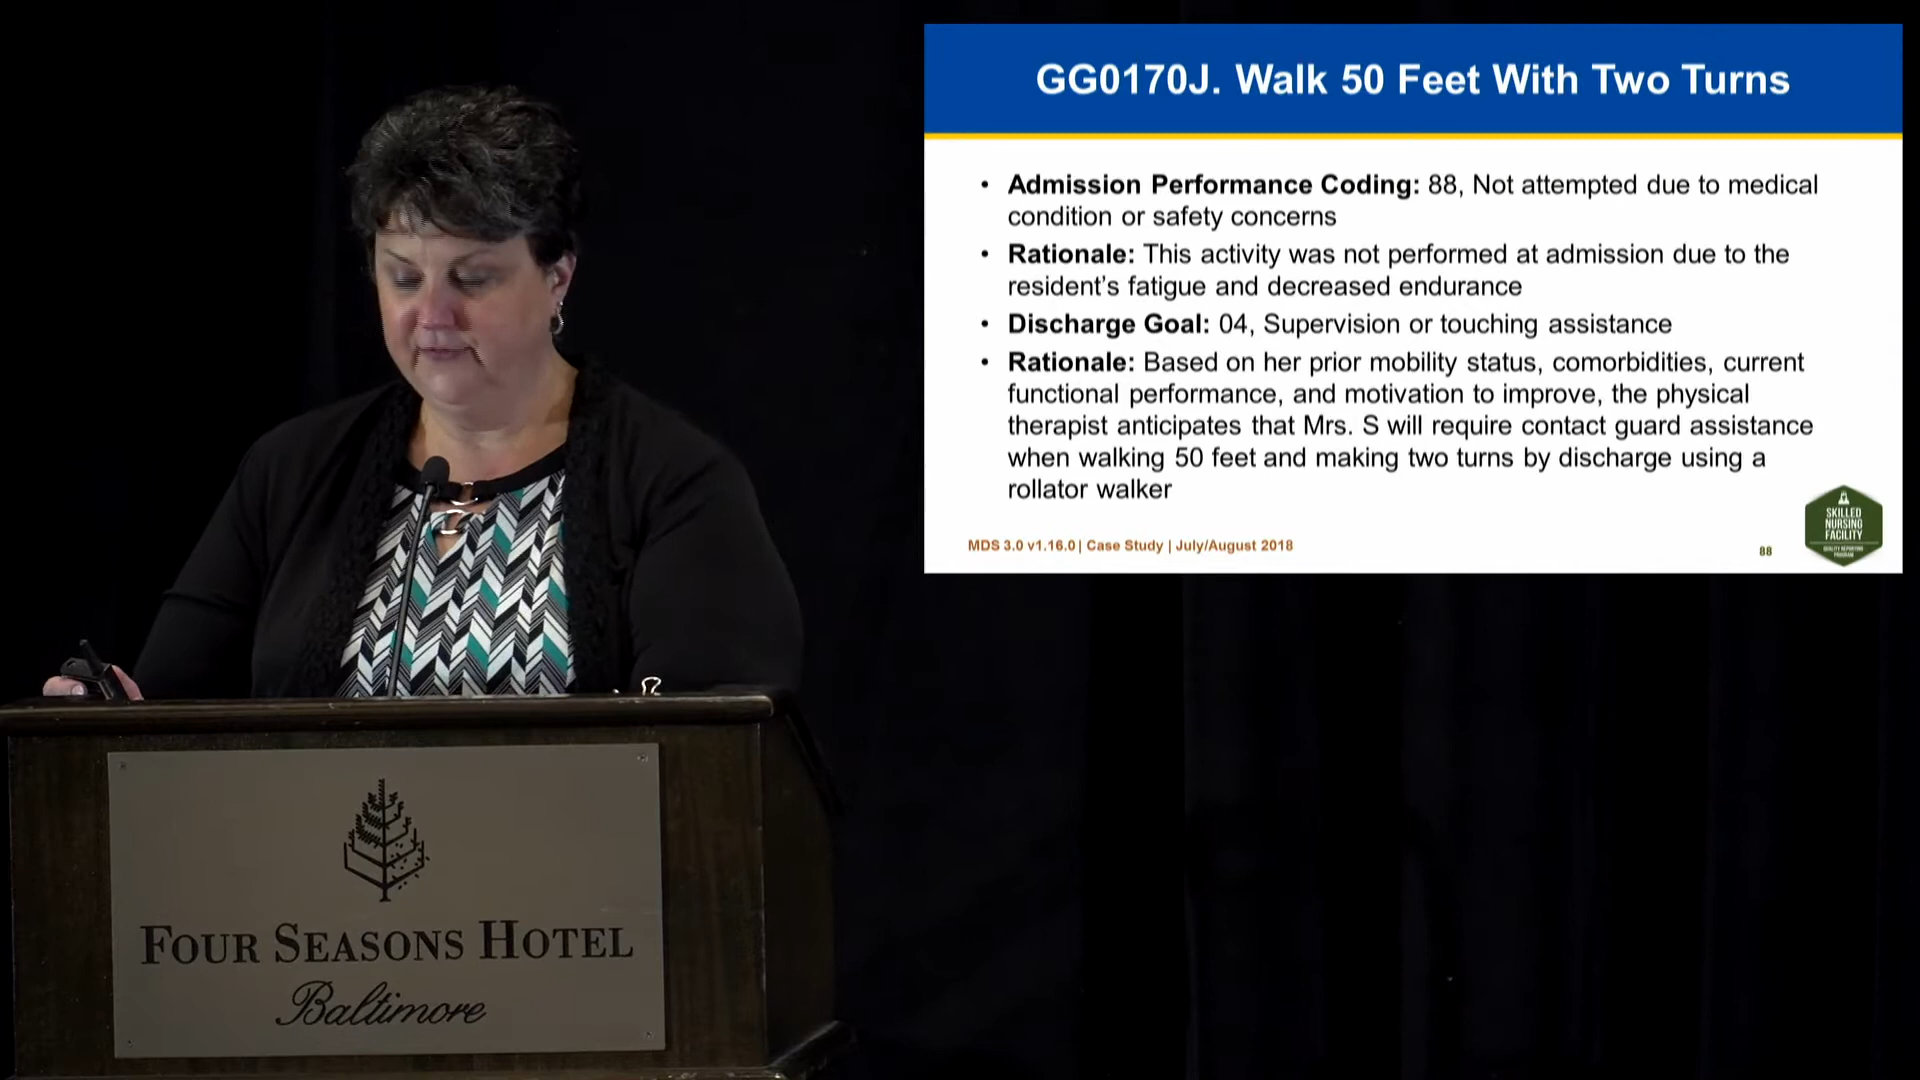 GG0170J. Walk 50 Feet With Two Turns
• Admission Performance Coding: 88, Not attempted due to medical
condition or safety concerns
• Rationale: This activity was not performed at admission due to the
resident's fatigue and decreased endurance
• Discharge Goal: 04, Supervision or touching assistance
• Rationale: Based on her prior mobility status, comorbidities, current
functional performance, and motivation to improve, the physical
therapist anticipates that Mrs. S will require contact guard assistance
when walking 50 feet and making two turns by discharge using a
rollator walker
MDS 3.0 v1.16.0 | Case Study | July/August 2018
88
SKILLED
NURSING
FACILITY
QUALITY REPORTING
PROGRAM
FOUR SEASONS HOTEL
Baltimore